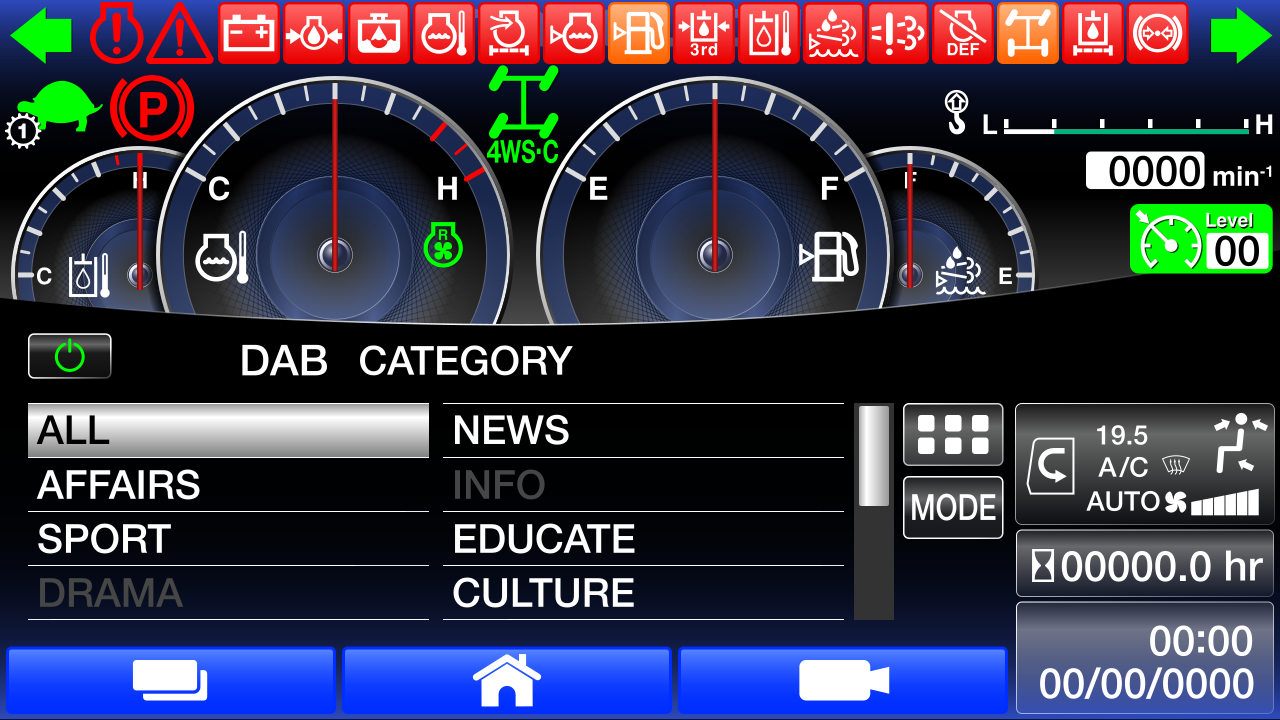 3rd
DEF
1
P
4WS·C
L H
0000 min-1
Level
00
H
C
C H
R
E F
F
E
DAB CATEGORY
ALL
NEWS
AFFAIRS
INFO
SPORT
EDUCATE
DRAMA
CULTURE
MODE
19.5
A/C
AUTO
00000.0 hr
00:00
00/00/0000